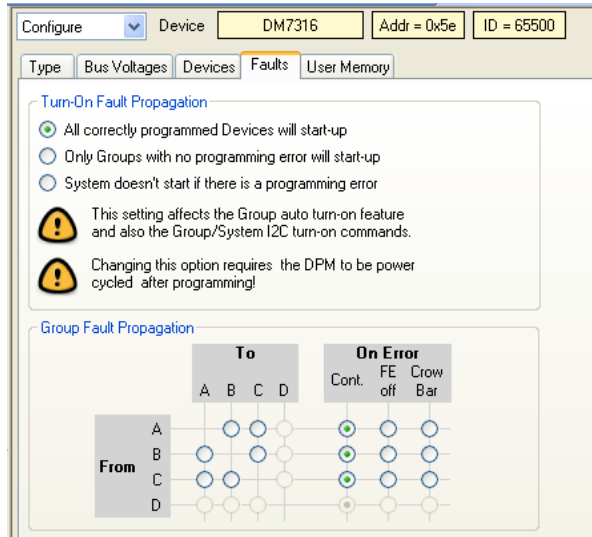 Configure Device DM7316 Addr = 0x5e ID = 65500
Type Bus Voltages Devices Faults User Memory
Turn-On Fault Propagation
All correctly programmed Devices will start-up
Only Groups with no programming error will start-up
System doesn't start if there is a programming error
This setting affects the Group auto turn-on feature
and also the Group/System I2C turn-on commands.
Changing this option requires the DPM to be power
cycled after programming!
Group Fault Propagation
To On Error
A B C D Cont. FE off Crow Bar
A
B
From
C
D